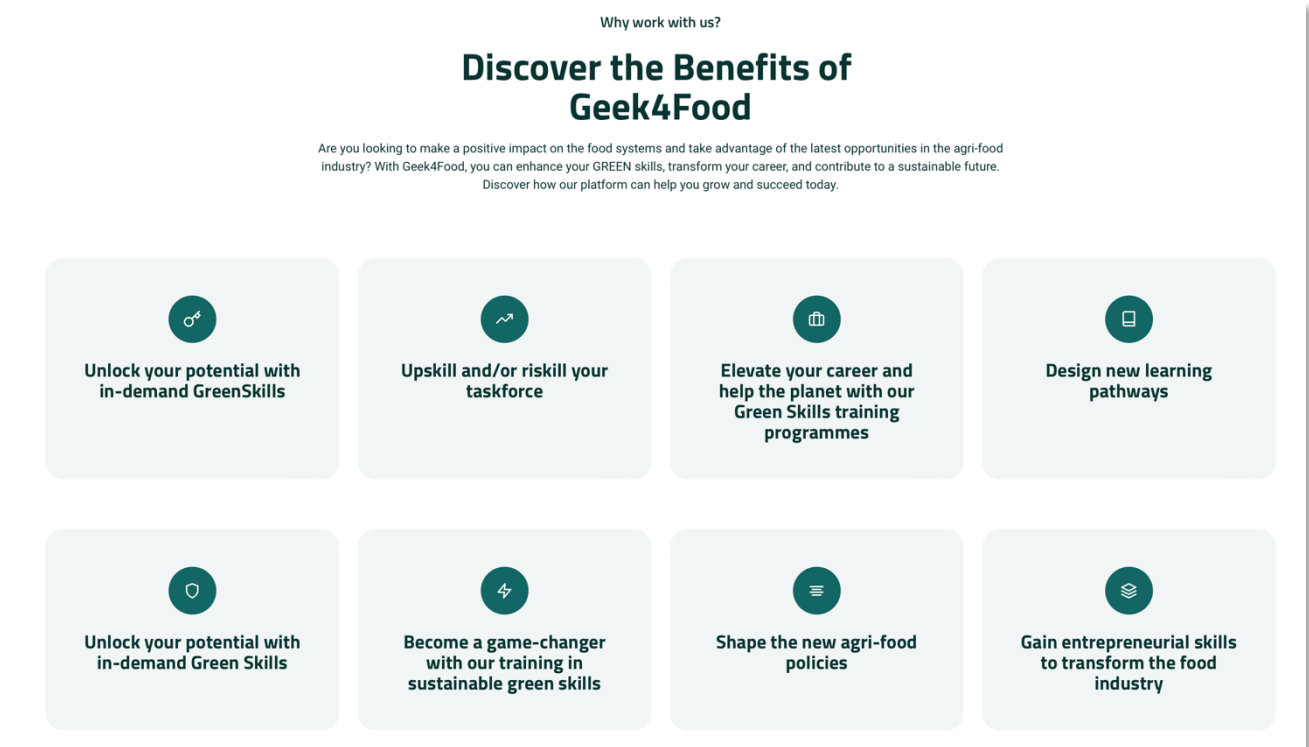 Why work with us?
Discover the Benefits of
Geek4Food
Are you looking to make a positive impact on the food systems and take advantage of the latest opportunities in the agri-food
industry? With Geek4Food, you can enhance your GREEN skills, transform your career, and contribute to a sustainable future.
Discover how our platform can help you grow and succeed today.
Unlock your potential with
in-demand GreenSkills
Upskill and/or riskill your
taskforce
Elevate your career and
help the planet with our
Green Skills training
programmes
Design new learning
pathways
Unlock your potential with
in-demand Green Skills
Become a game-changer
with our training in
sustainable green skills
Shape the new agri-food
policies
Gain entrepreneurial skills
to transform the food
industry